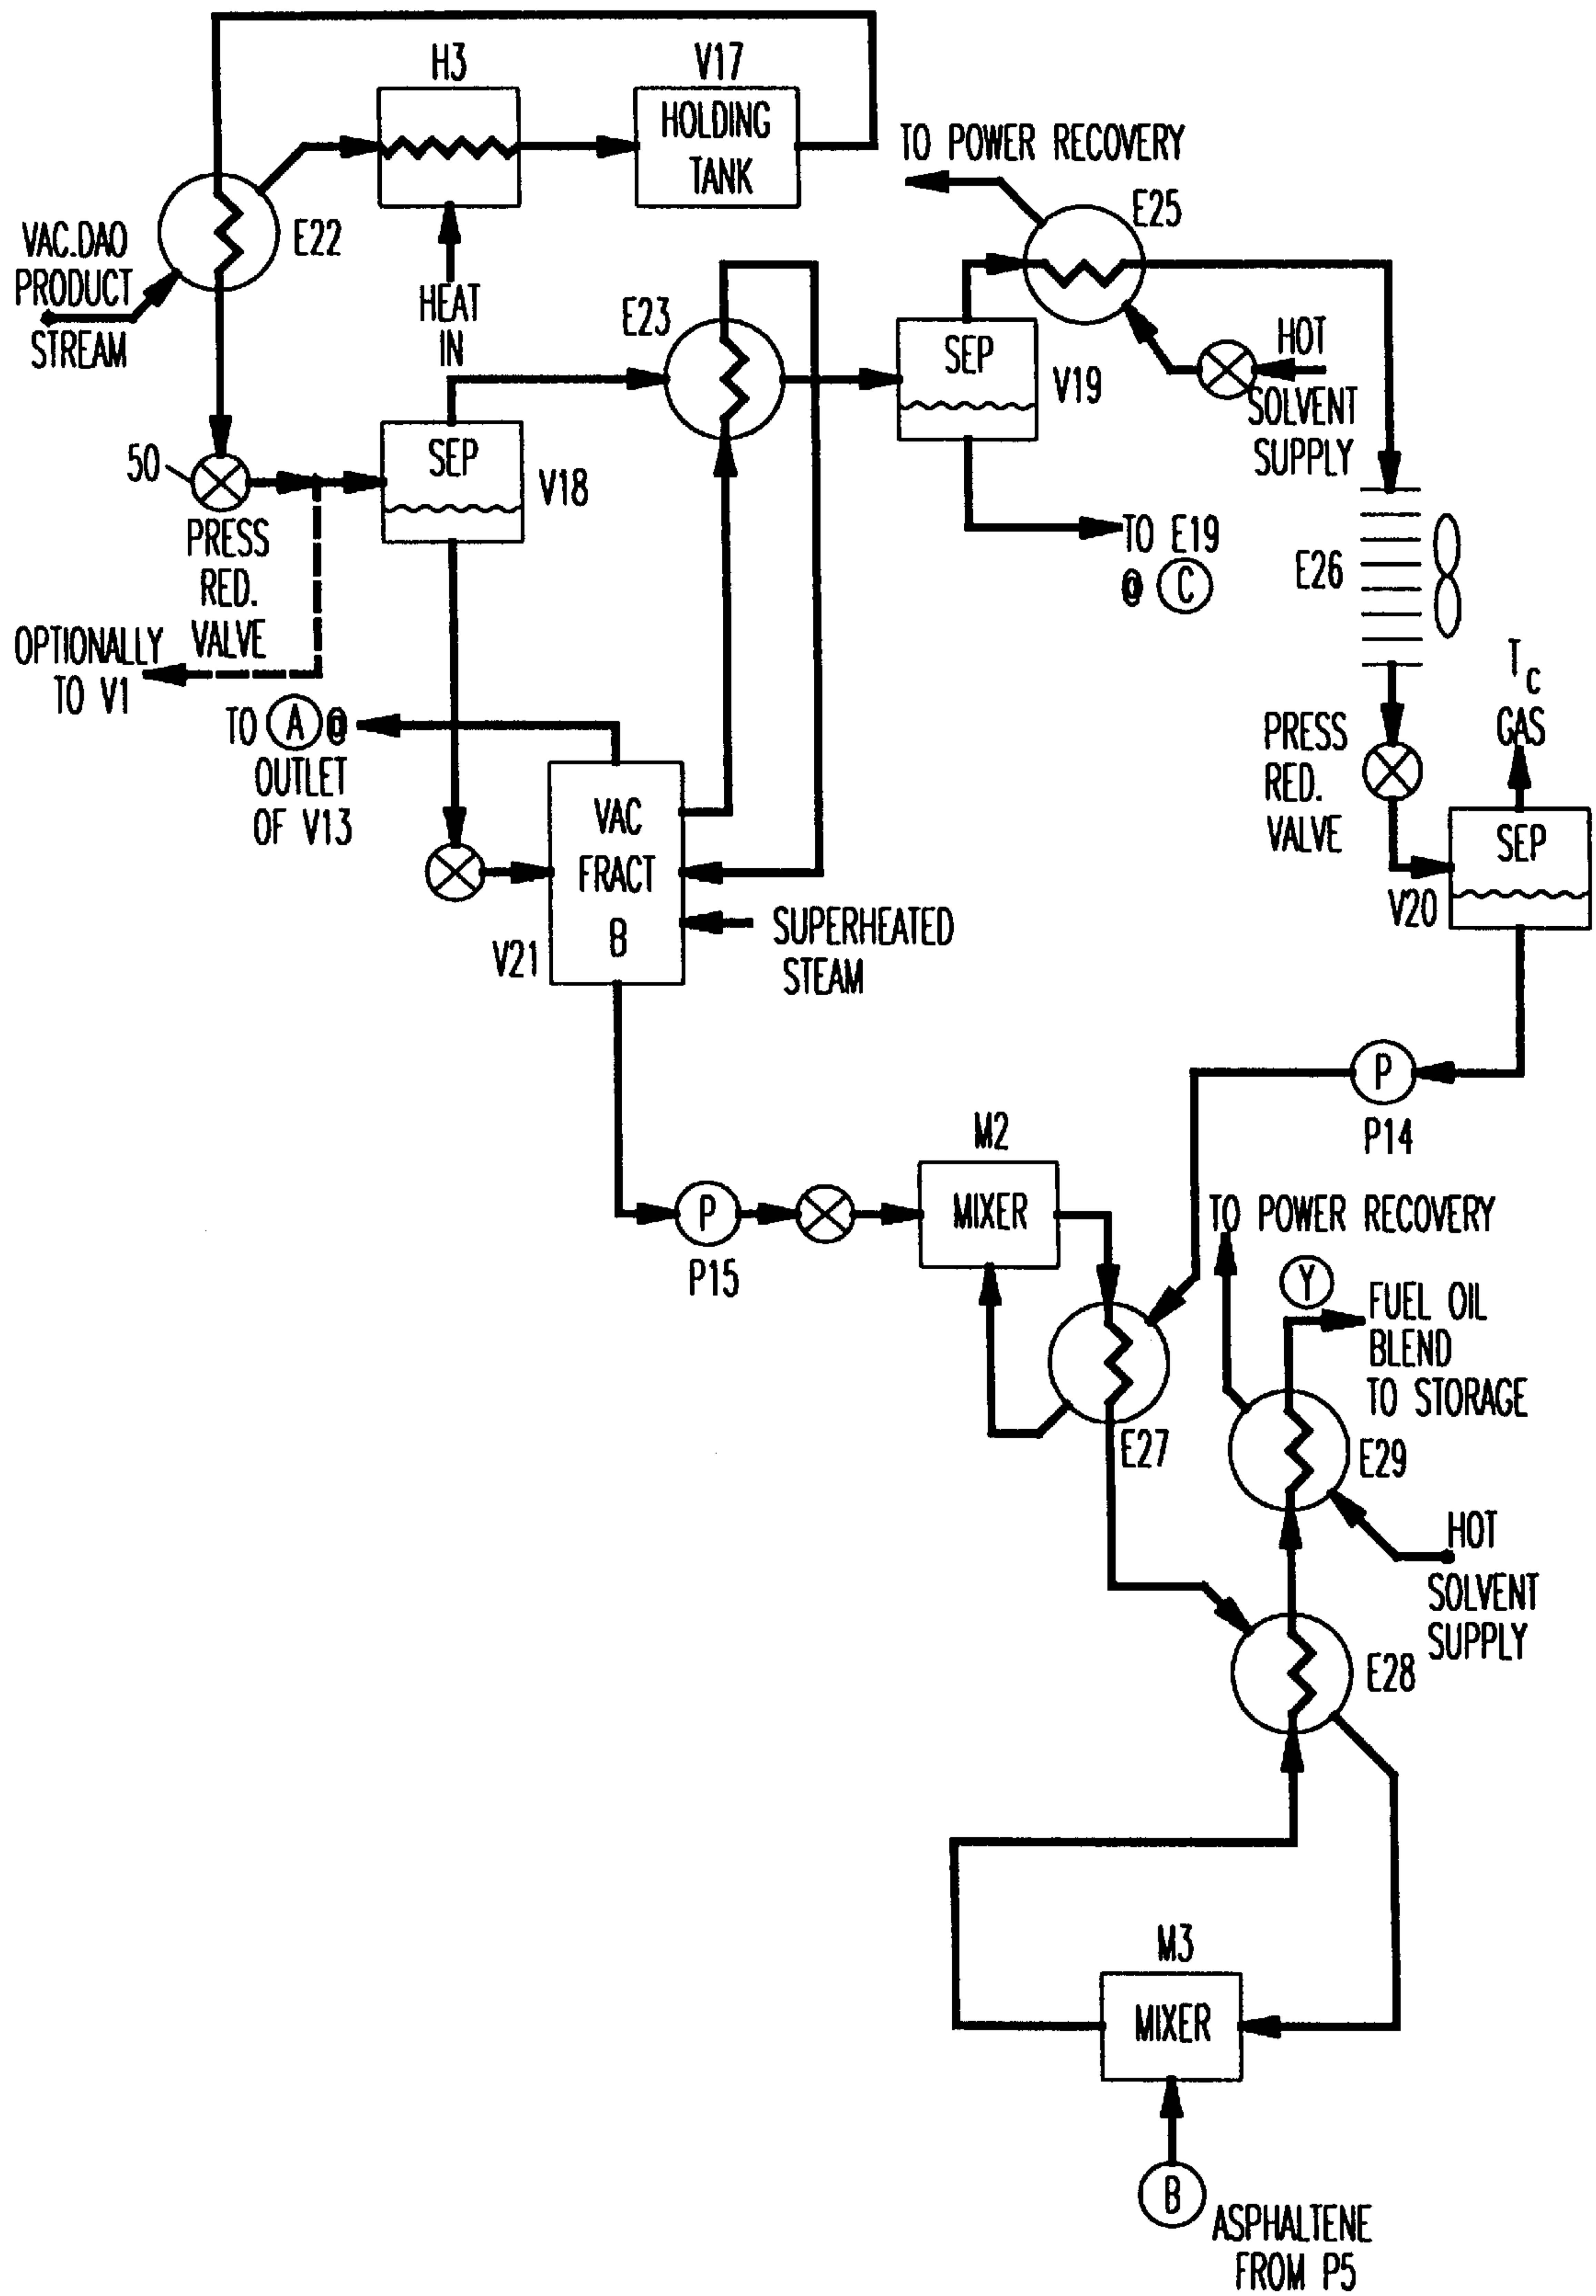 H3
V17
HOLDING
TANK
TO POWER RECOVERY
E25
VAC.DAO
PRODUCT
STREAM
E22
HEAT
IN
E23
SEP
V19
HOT
SOLVENT
SUPPLY
50
SEP
V18
PRESS
RED.
VALVE
TO E19
@ C
E26
OPTIONALLY
TO V1
TO A @
OUTLET
OF V13
PRESS
RED.
VALVE
Tc
GAS
VAC
FRACT
B
V21
SEP
V20
SUPERHEATED
STEAM
P
P14
M2
MIXER
P
P15
TO POWER RECOVERY
Y
FUEL OIL
BLEND
TO STORAGE
E27
E29
HOT
SOLVENT
SUPPLY
E28
M3
MIXER
B
ASPHALTENE
FROM P5